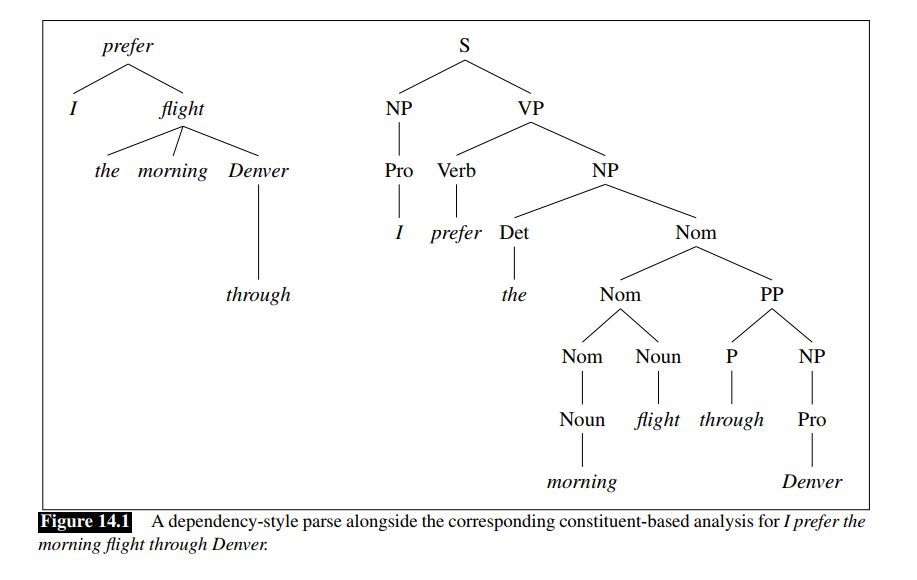 prefer
I flight
the morning Denver
through
S
NP VP
Pro Verb NP
I prefer Det Nom
the Nom PP
Nom Noun P NP
Noun flight through Pro
morning Denver
Figure 14.1 A dependency-style parse alongside the corresponding constituent-based analysis for I prefer the
morning flight through Denver.